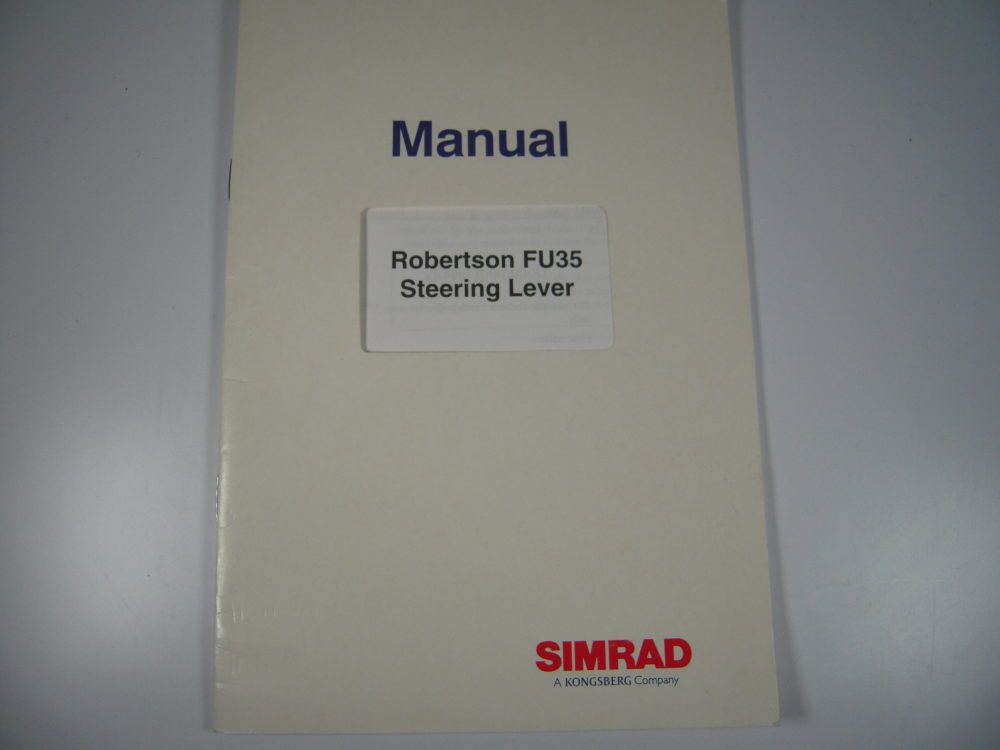 Manual
Robertson FU35
Steering Lever
SIMRAD
A KONGSBERG Company